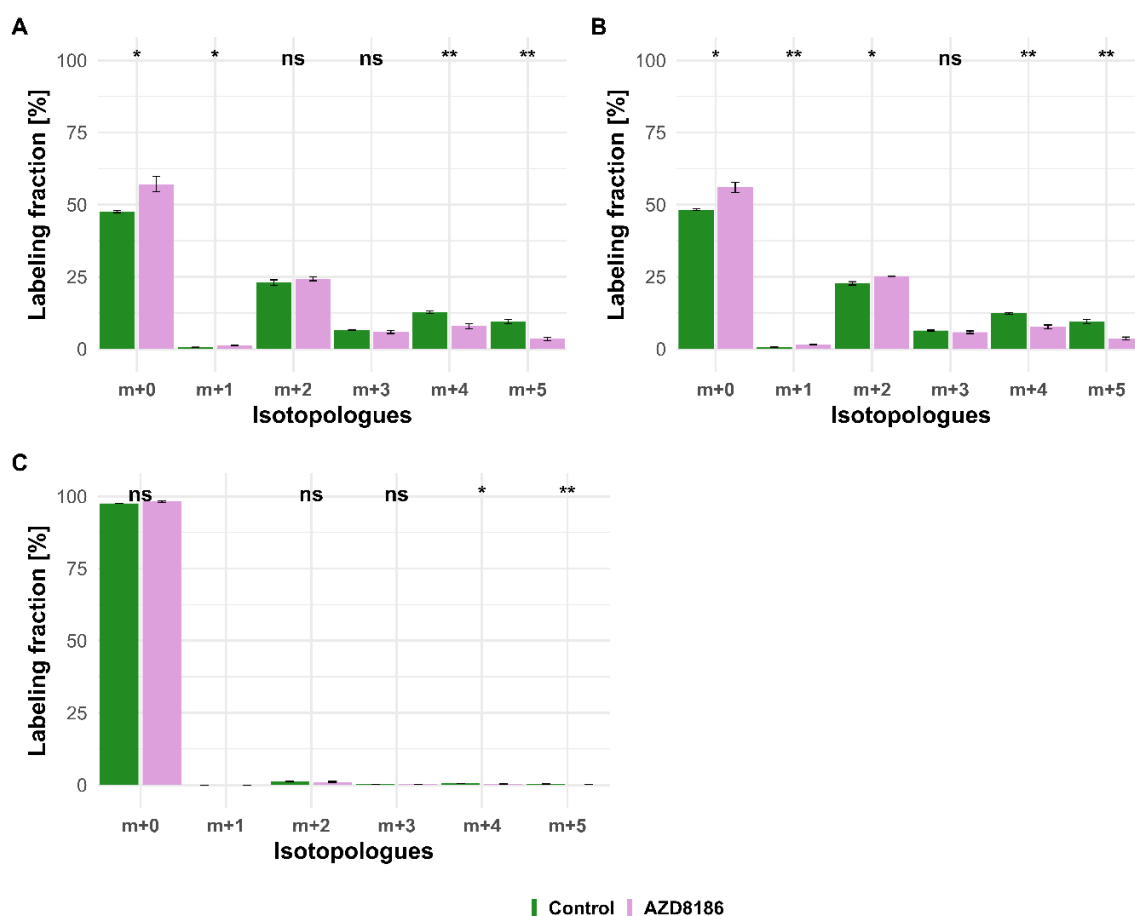 A
Labeling fraction [%]
100
75
50
25
0
* * ns ns ** **
m+0 m+1 m+2 m+3 m+4 m+5
Isotopologues
B
Labeling fraction [%]
100
75
50
25
0
* ** * ns ** **
m+0 m+1 m+2 m+3 m+4 m+5
Isotopologues
C
Labeling fraction [%]
100
75
50
25
0
ns ns ns * **
m+0 m+1 m+2 m+3 m+4 m+5
Isotopologues
Control AZD8186